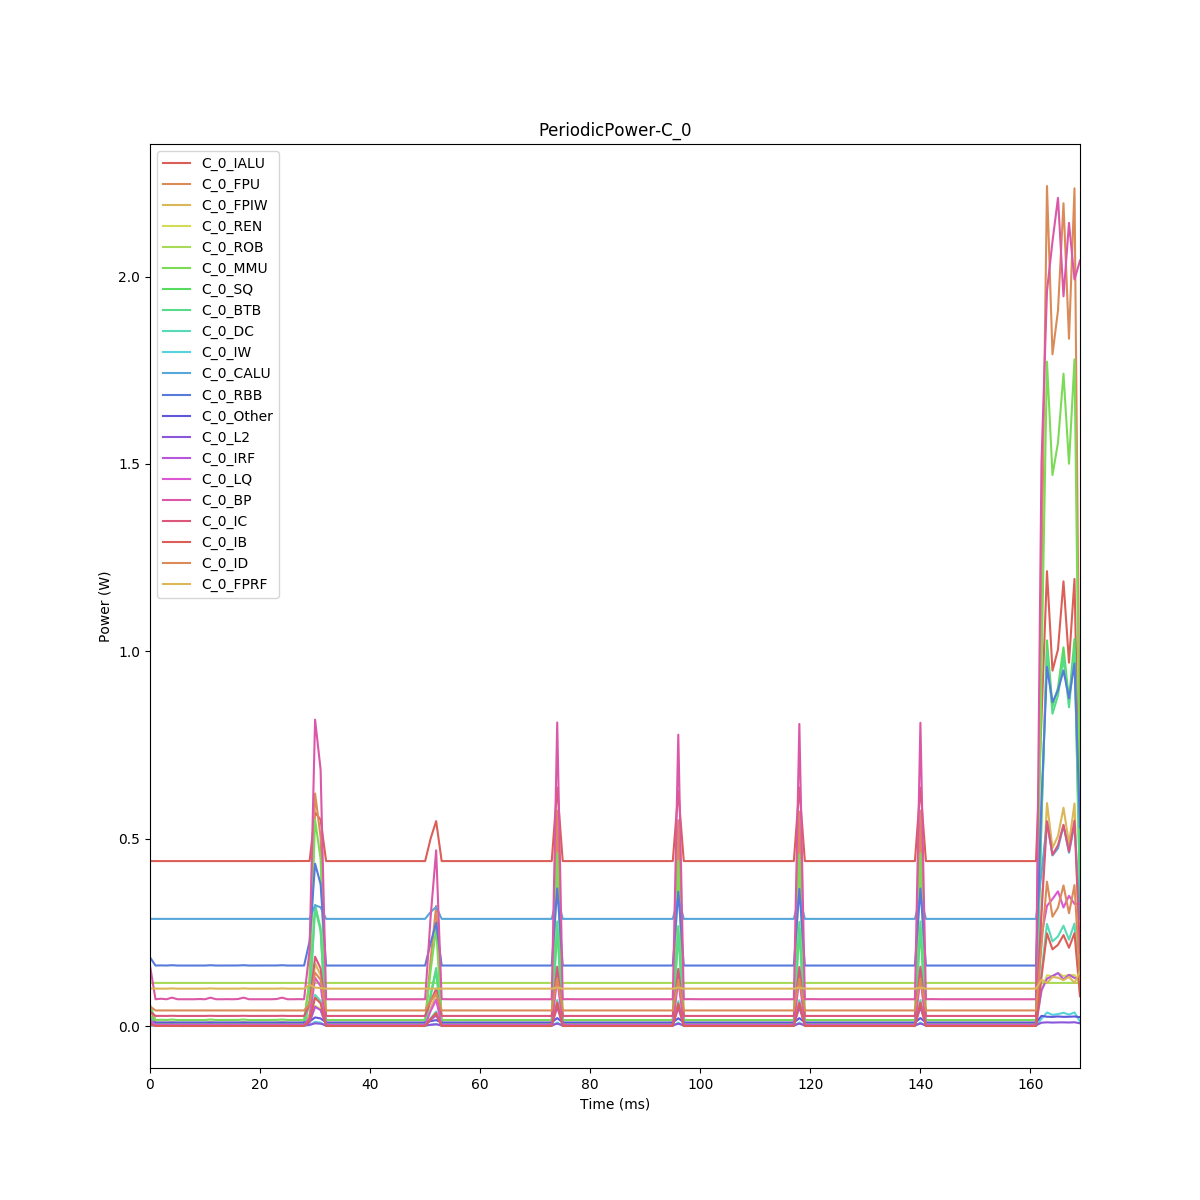 PeriodicPower-C_0
C_0_IALU
C_0_FPU
C_0_FPIW
C_0_REN
C_0_ROB
C_0_MMU
C_0_SQ
C_0_BTB
C_0_DC
C_0_IW
C_0_CALU
C_0_RBB
C_0_Other
C_0_L2
C_0_IRF
C_0_LQ
C_0_BP
C_0_IC
C_0_IB
C_0_ID
C_0_FPRF
2.0
1.5
1.0
0.5
0.0
Power (W)
0 20 40 60 80 100 120 140 160
Time (ms)